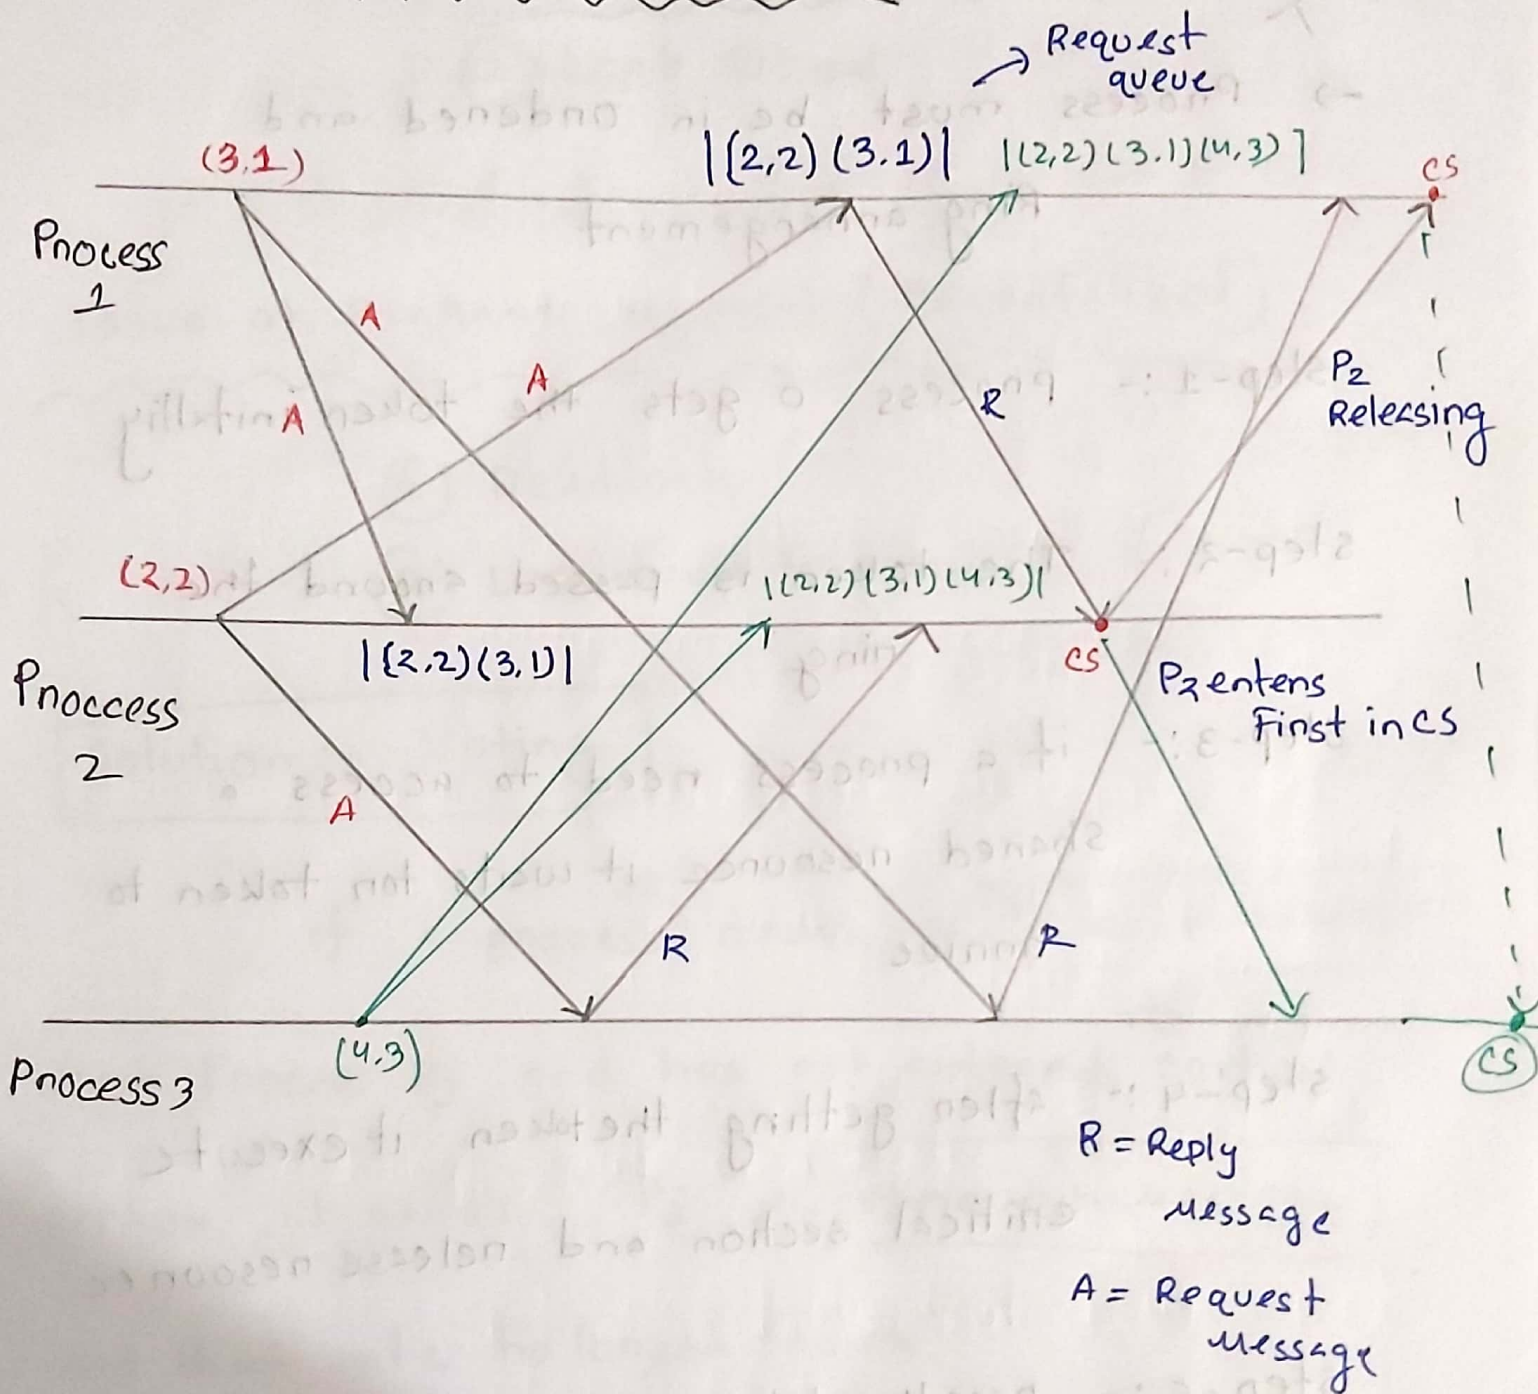 Request
queue
(3.1)
|(2,2) (3.1)|
|(2,2) (3.1) (4,3)|
CS
Process
1
A
A
A
R
P2
Releasing
(2,2)
|(2,2) (3,1) (4,3)|
|(2,2) (3,1)|
CS
Proccess
2
P2 enters
First in CS
A
R
R
(4.3)
Process 3
CS
R = Reply
Message
A = Request
Message